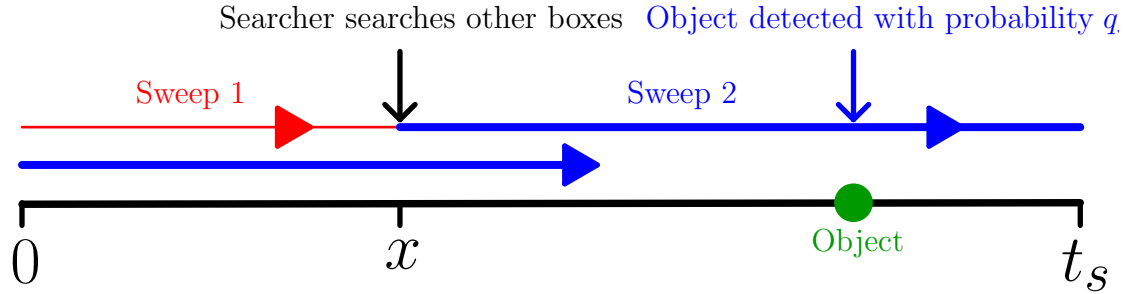 Searcher searches other boxes Object detected with probability q.
Sweep 1 Sweep 2
Object
0 x t_s